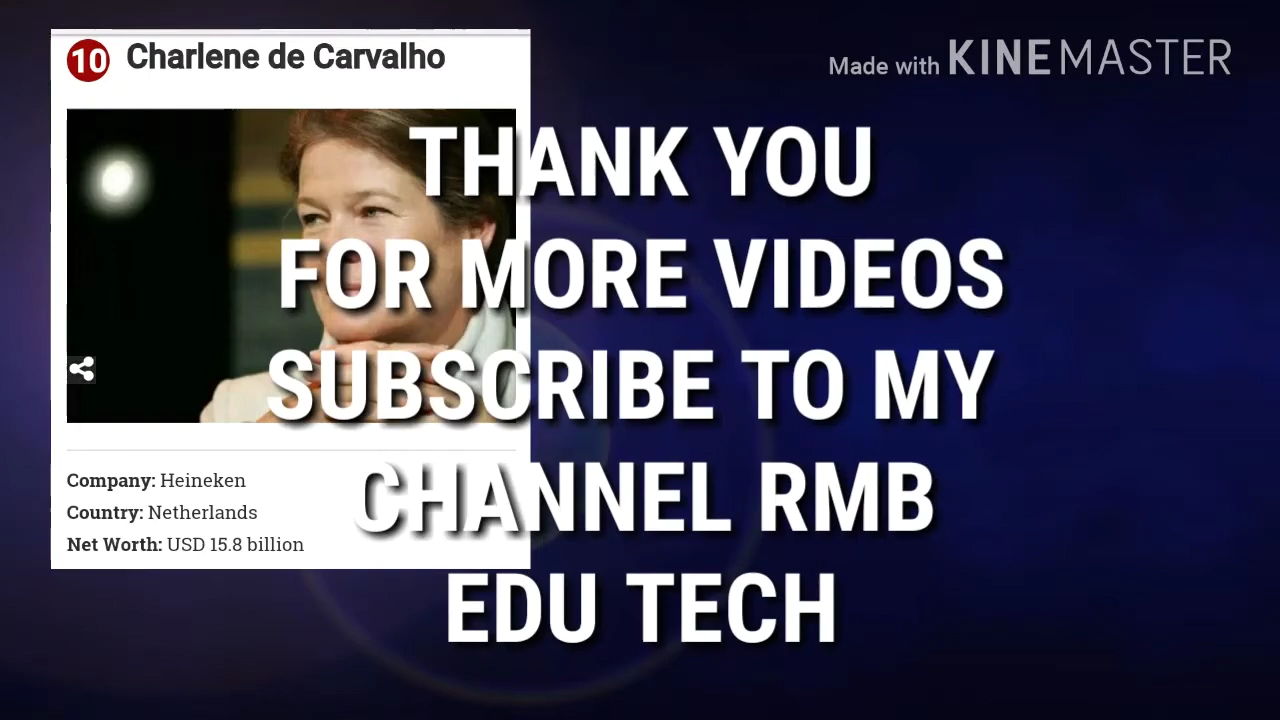 10 Charlene de Carvalho
Made with KINEMASTER
THANK YOU
FOR MORE VIDEOS
SUBSCRIBE TO MY
CHANNEL RMB
EDU TECH
Company: Heineken
Country: Netherlands
Net Worth: USD 15.8 billion